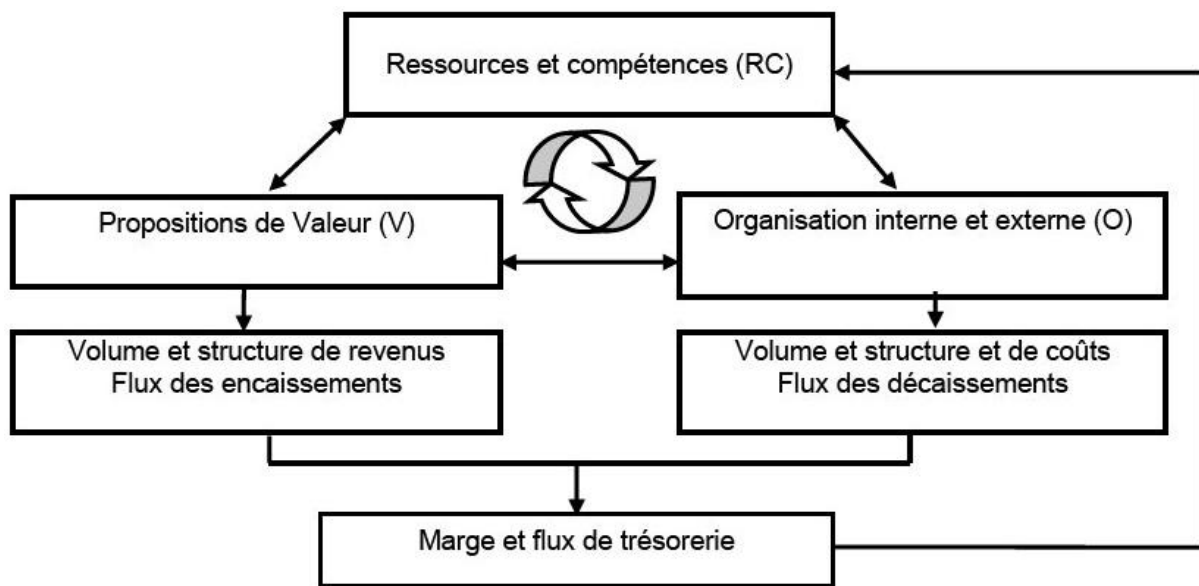 Ressources et compétences (RC)
Propositions de Valeur (V)
Organisation interne et externe (O)
Volume et structure de revenus
Flux des encaissements
Volume et structure et de coûts
Flux des décaissements
Marge et flux de trésorerie